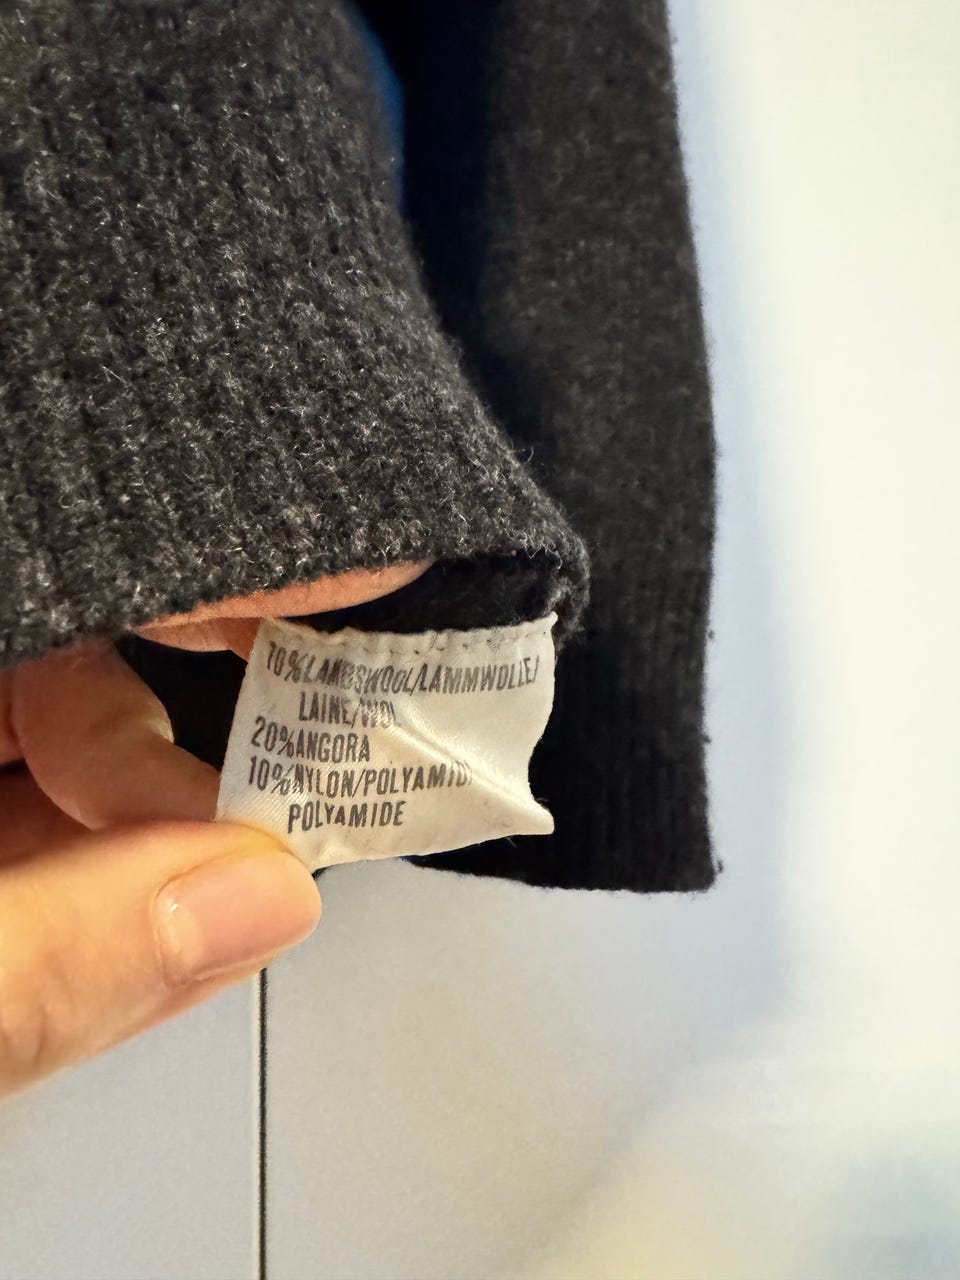 70%LAMBSWOOL/LAMMWOLLE/
LAINE/WOL
20%ANGORA
10%NYLON/POLYAMID/
POLYAMIDE